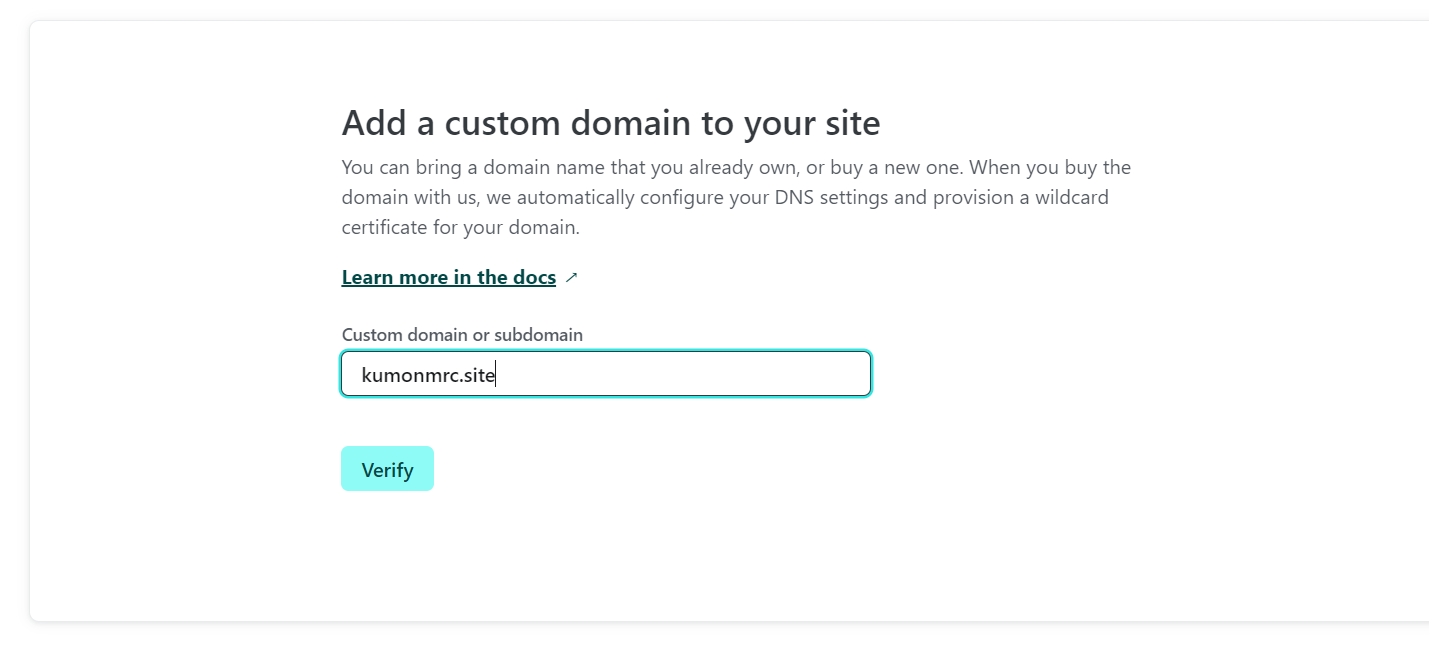 Add a custom domain to your site
You can bring a domain name that you already own, or buy a new one. When you buy the
domain with us, we automatically configure your DNS settings and provision a wildcard
certificate for your domain.
Learn more in the docs ↗
Custom domain or subdomain
kumonmrc.site
Verify